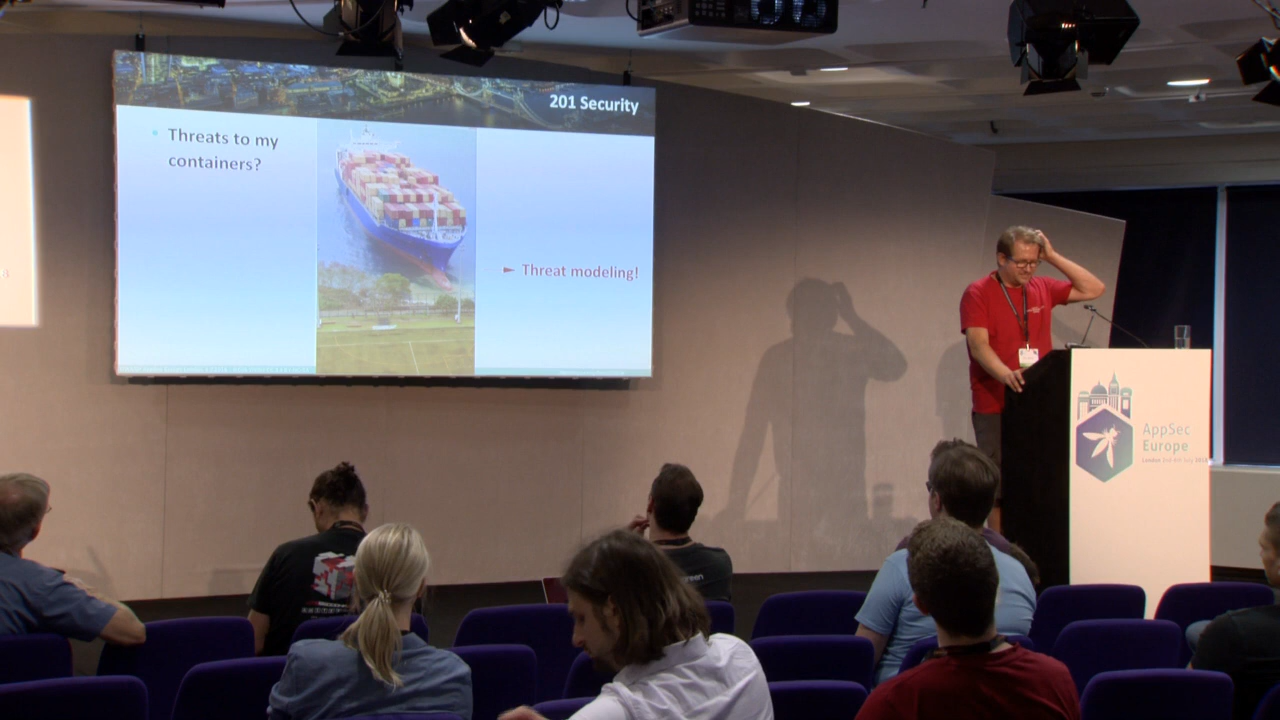 201 Security
Threats to my
containers?
Threat modeling!
AppSec
Europe